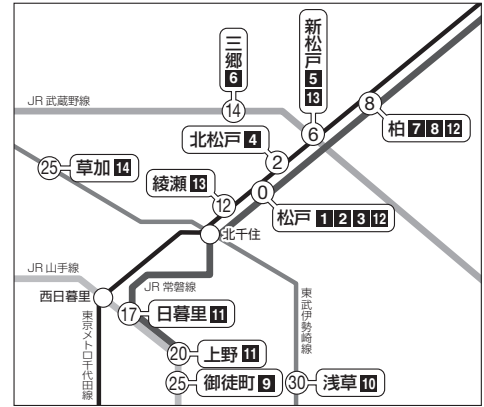 三郷
6
14
新松戸
5
13
6
JR 武蔵野線
8
柏 7 8 12
北松戸 4
2
25 草加 14
綾瀬 13
12
0
松戸 1 2 3 12
北千住
JR 山手線
西日暮里
JR 常磐線
東武伊勢崎線
東京メトロ千代田線
17 日暮里 11
20 上野 11
25 御徒町 9
30 浅草 10